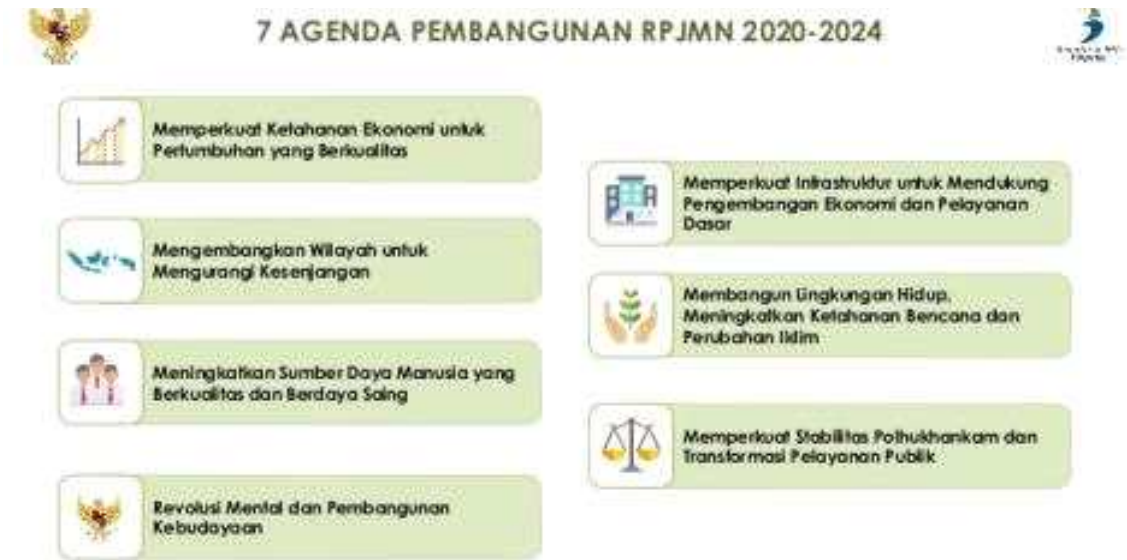 7 AGENDA PEMBANGUNAN RPJMN 2020-2024
Memperkuat Ketahanan Ekonomi untuk
Pertumbuhan yang Berkualitas
Mengembangkan Wilayah untuk
Mengurangi Kesenjangan
Meningkatkan Sumber Daya Manusia yang
Berkualitas dan Berdaya Saing
Revolusi Mental dan Pembangunan
Kebudayaan
Memperkuat Infrastruktur untuk Mendukung
Pengembangan Ekonomi dan Pelayanan
Dasar
Membangun Lingkungan Hidup,
Meningkatkan Ketahanan Bencana dan
Perubahan Iklim
Memperkuat Stabilitas Polhukhankam dan
Transformasi Pelayanan Publik